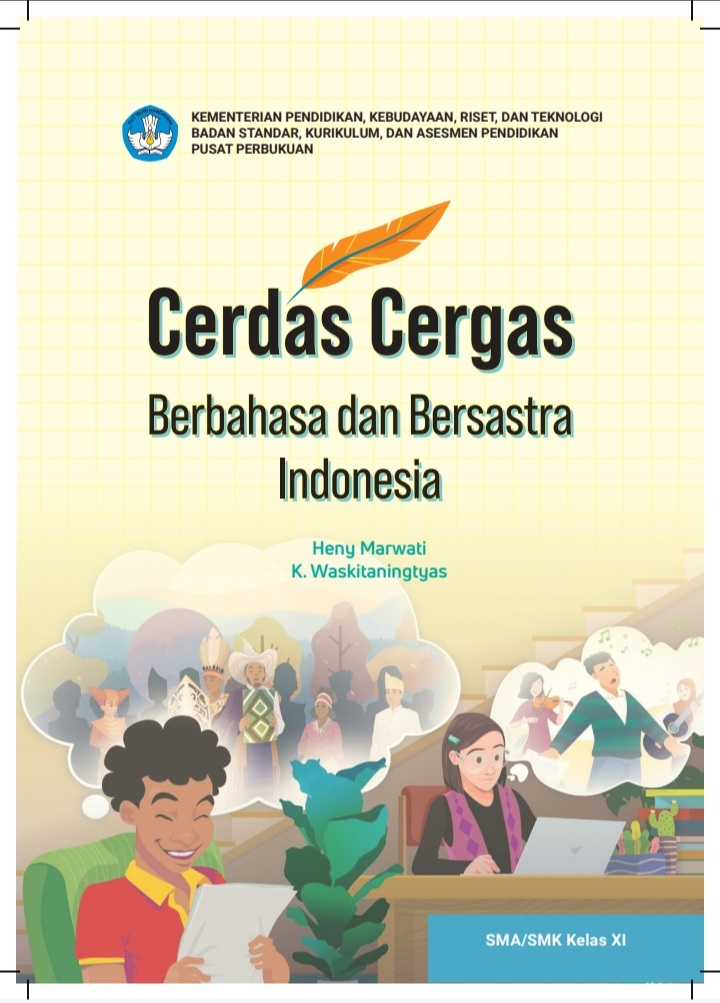 KEMENTERIAN PENDIDIKAN, KEBUDAYAAN, RISET, DAN TEKNOLOGI
BADAN STANDAR, KURIKULUM, DAN ASESMEN PENDIDIKAN
PUSAT PERBUKUAN
Cerdas Cergas
Berbahasa dan Bersastra
Indonesia
Heny Marwati
K. Waskitaningtyas
SMA/SMK Kelas XI